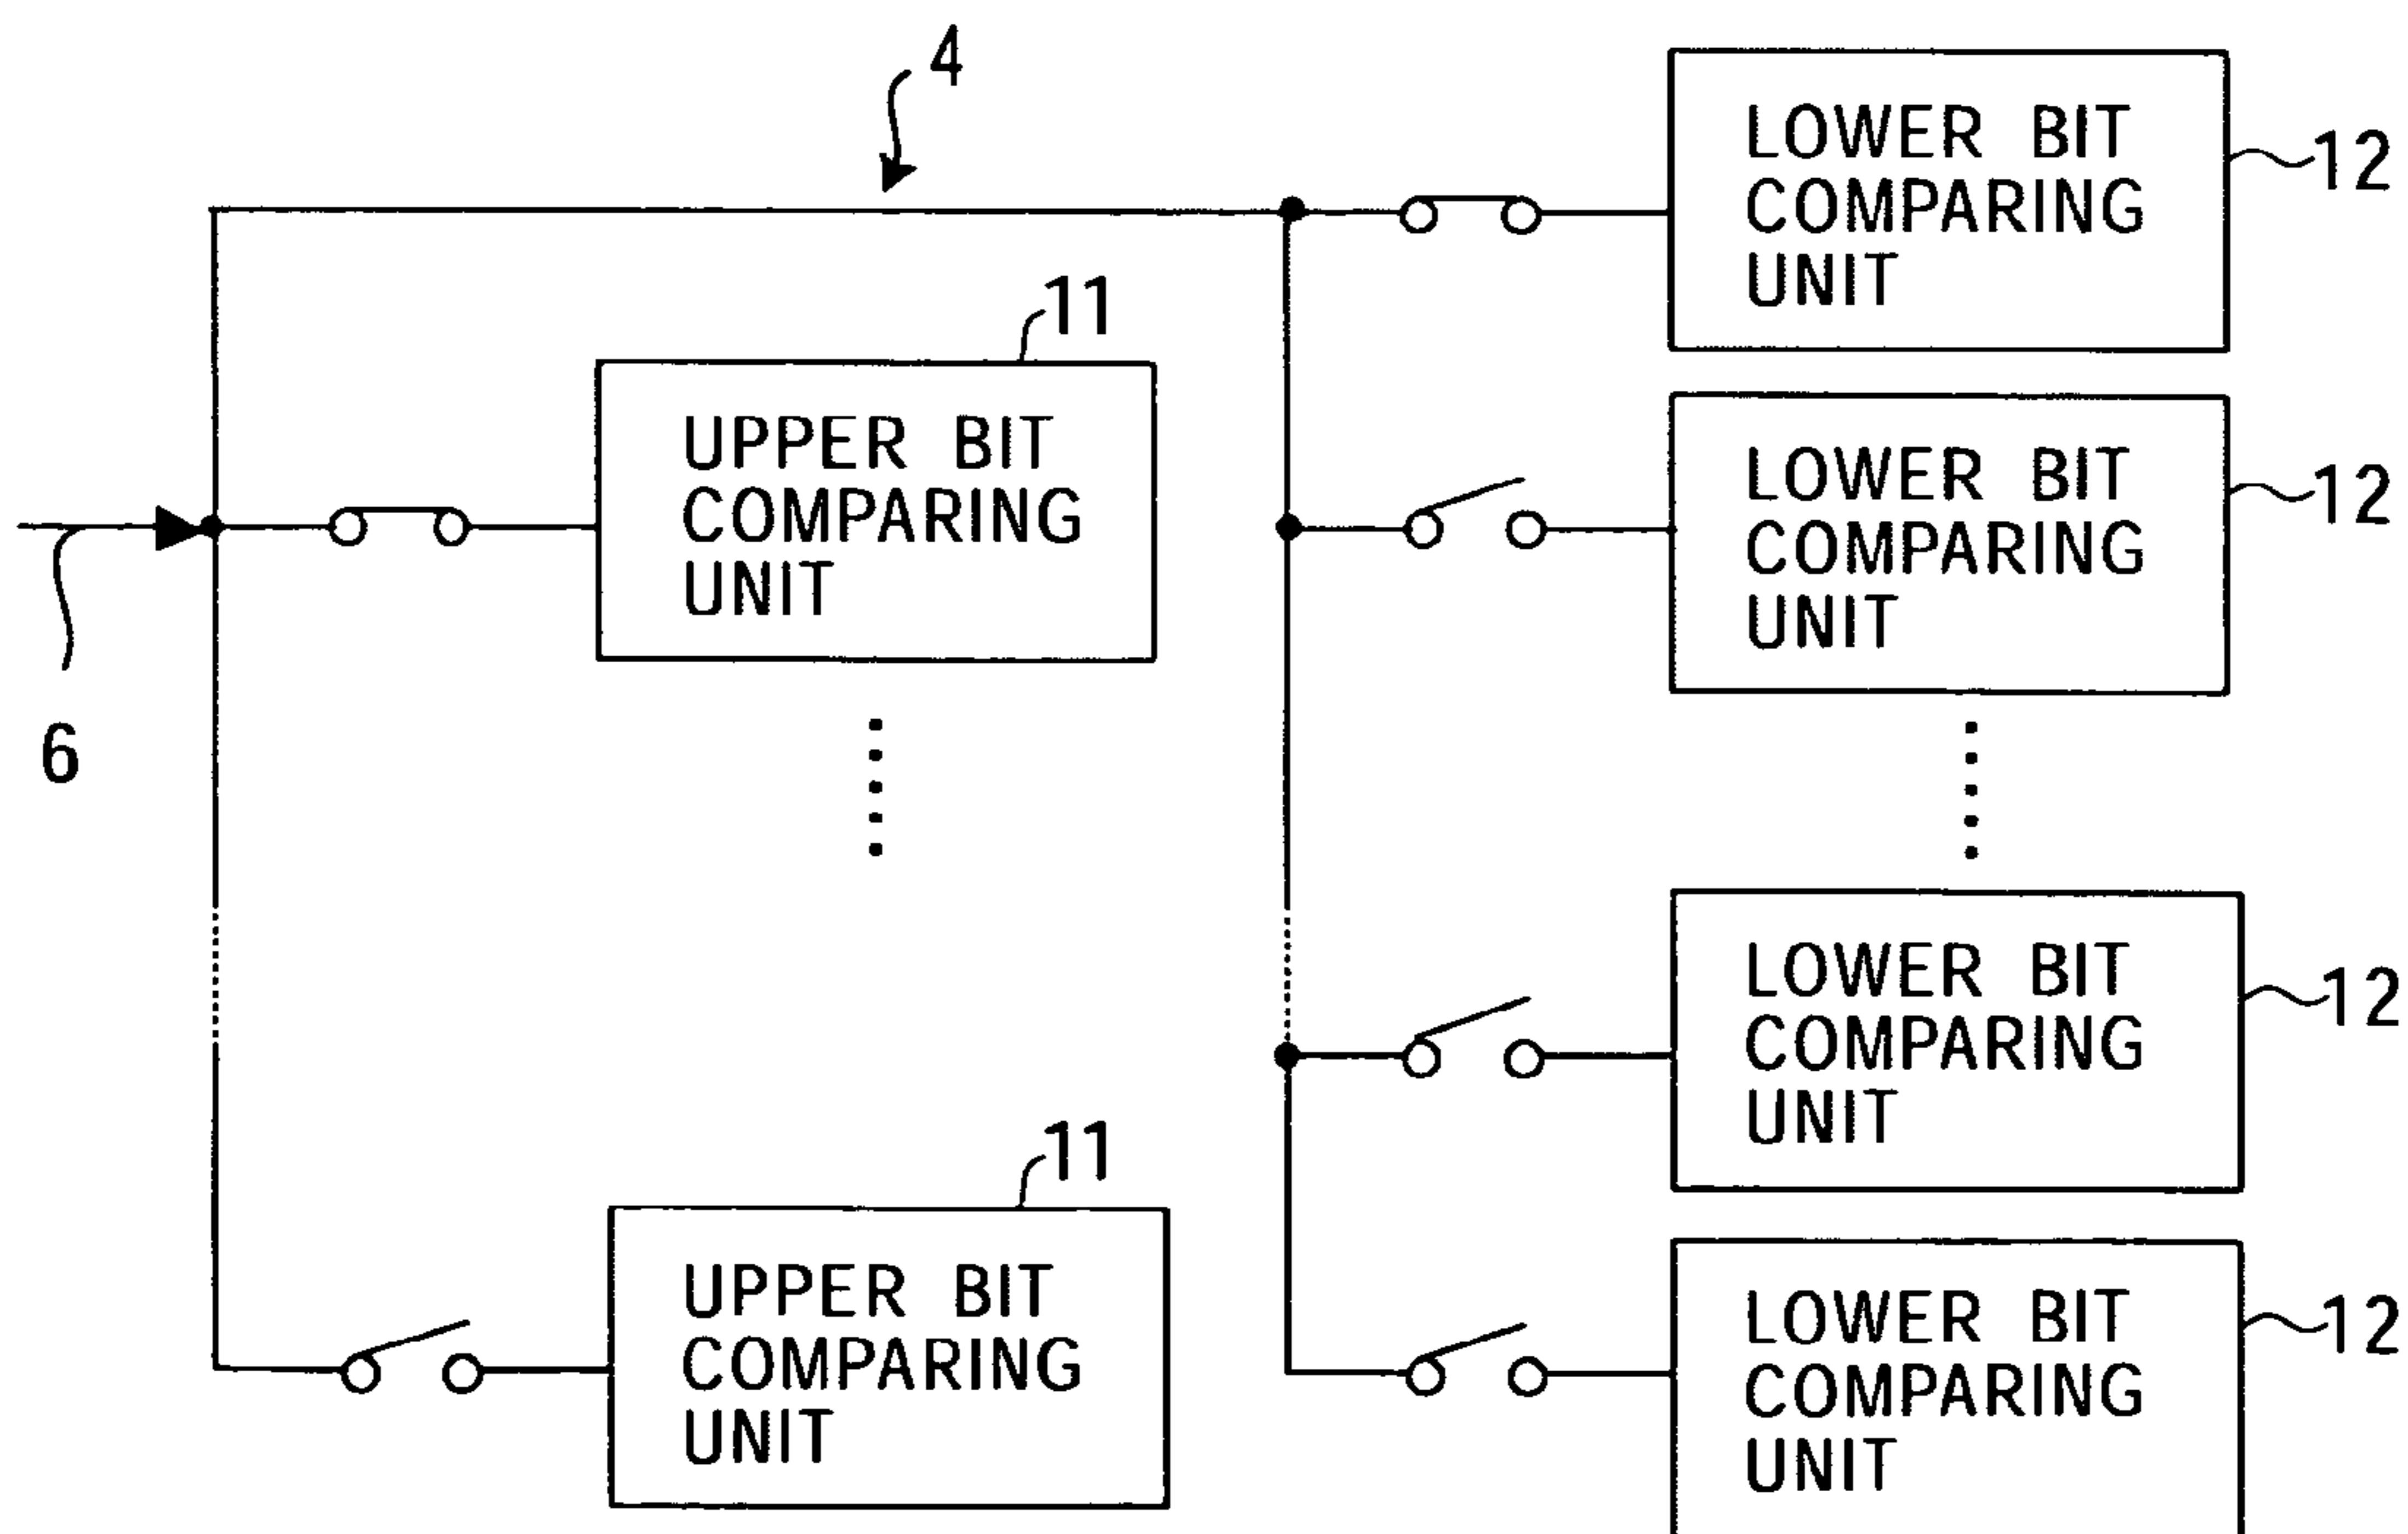 4
LOWER BIT
COMPARING
UNIT
12
11
UPPER BIT
COMPARING
UNIT
LOWER BIT
COMPARING
UNIT
12
6
LOWER BIT
COMPARING
UNIT
12
11
UPPER BIT
COMPARING
UNIT
LOWER BIT
COMPARING
UNIT
12